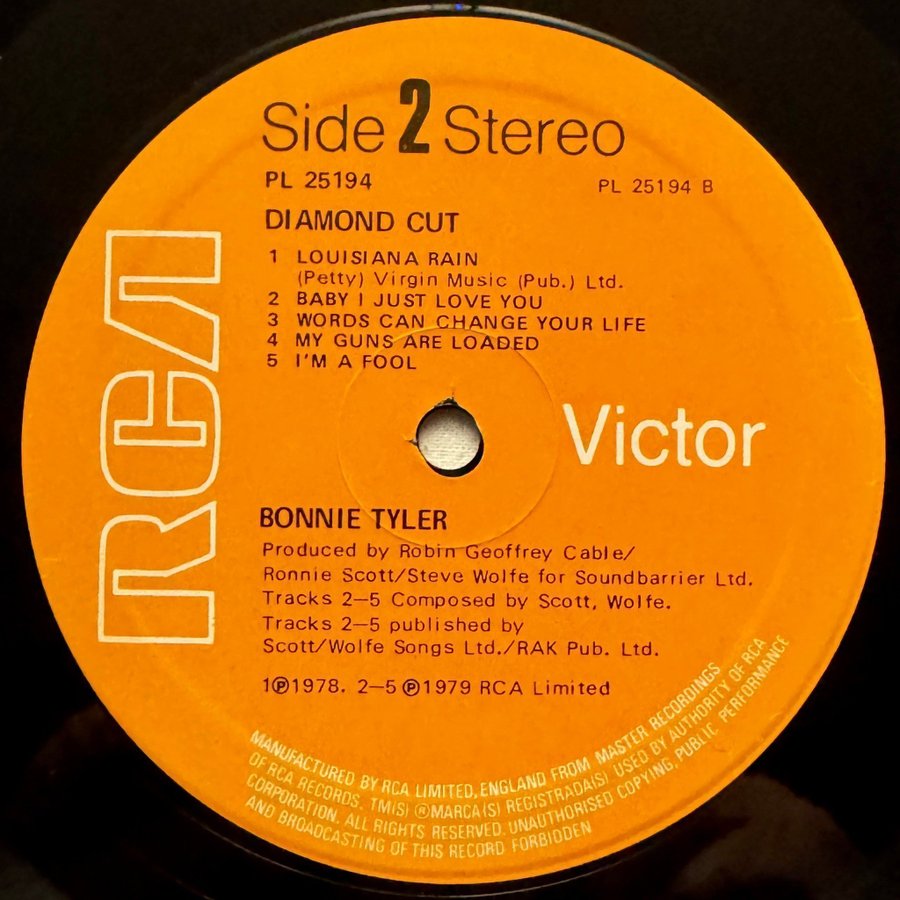 Side 2 Stereo
PL 25194
PL 25194 B
DIAMOND CUT
1 LOUISIANA RAIN
(Petty) Virgin Music (Pub.) Ltd.
2 BABY I JUST LOVE YOU
3 WORDS CAN CHANGE YOUR LIFE
4 MY GUNS ARE LOADED
5 I'M A FOOL
RCA
Victor
BONNIE TYLER
Produced by Robin Geoffrey Cable/
Ronnie Scott/Steve Wolfe for Soundbarrier Ltd.
Tracks 2—5 Composed by Scott, Wolfe.
Tracks 2—5 published by
Scott/Wolfe Songs Ltd./RAK Pub. Ltd.
1℗1978. 2—5℗1979 RCA Limited
MANUFACTURED BY RCA LIMITED, ENGLAND FROM MASTER RECORDINGS
OF RCA RECORDS. TM(S) ®MARCA(S) REGISTRADA(S) USED BY AUTHORITY OF RCA
CORPORATION. ALL RIGHTS RESERVED. UNAUTHORISED COPYING, PUBLIC PERFORMANCE
AND BROADCASTING OF THIS RECORD FORBIDDEN